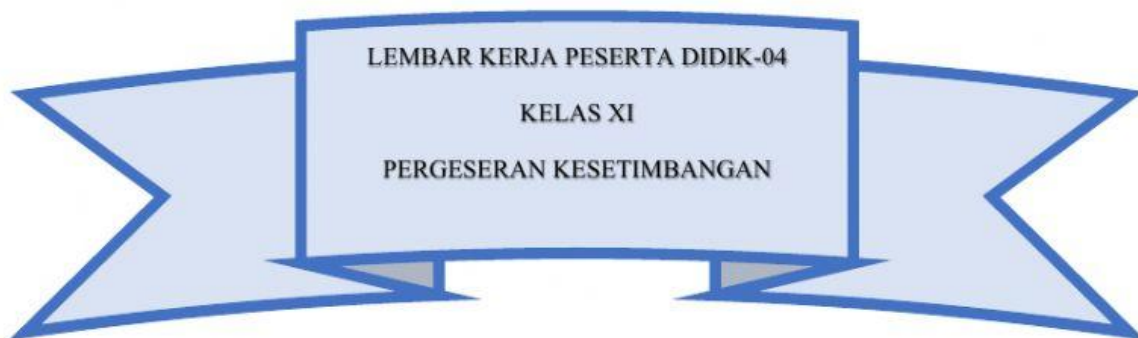 LEMBAR KERJA PESERTA DIDIK-04
KELAS XI
PERGESERAN KESETIMBANGAN